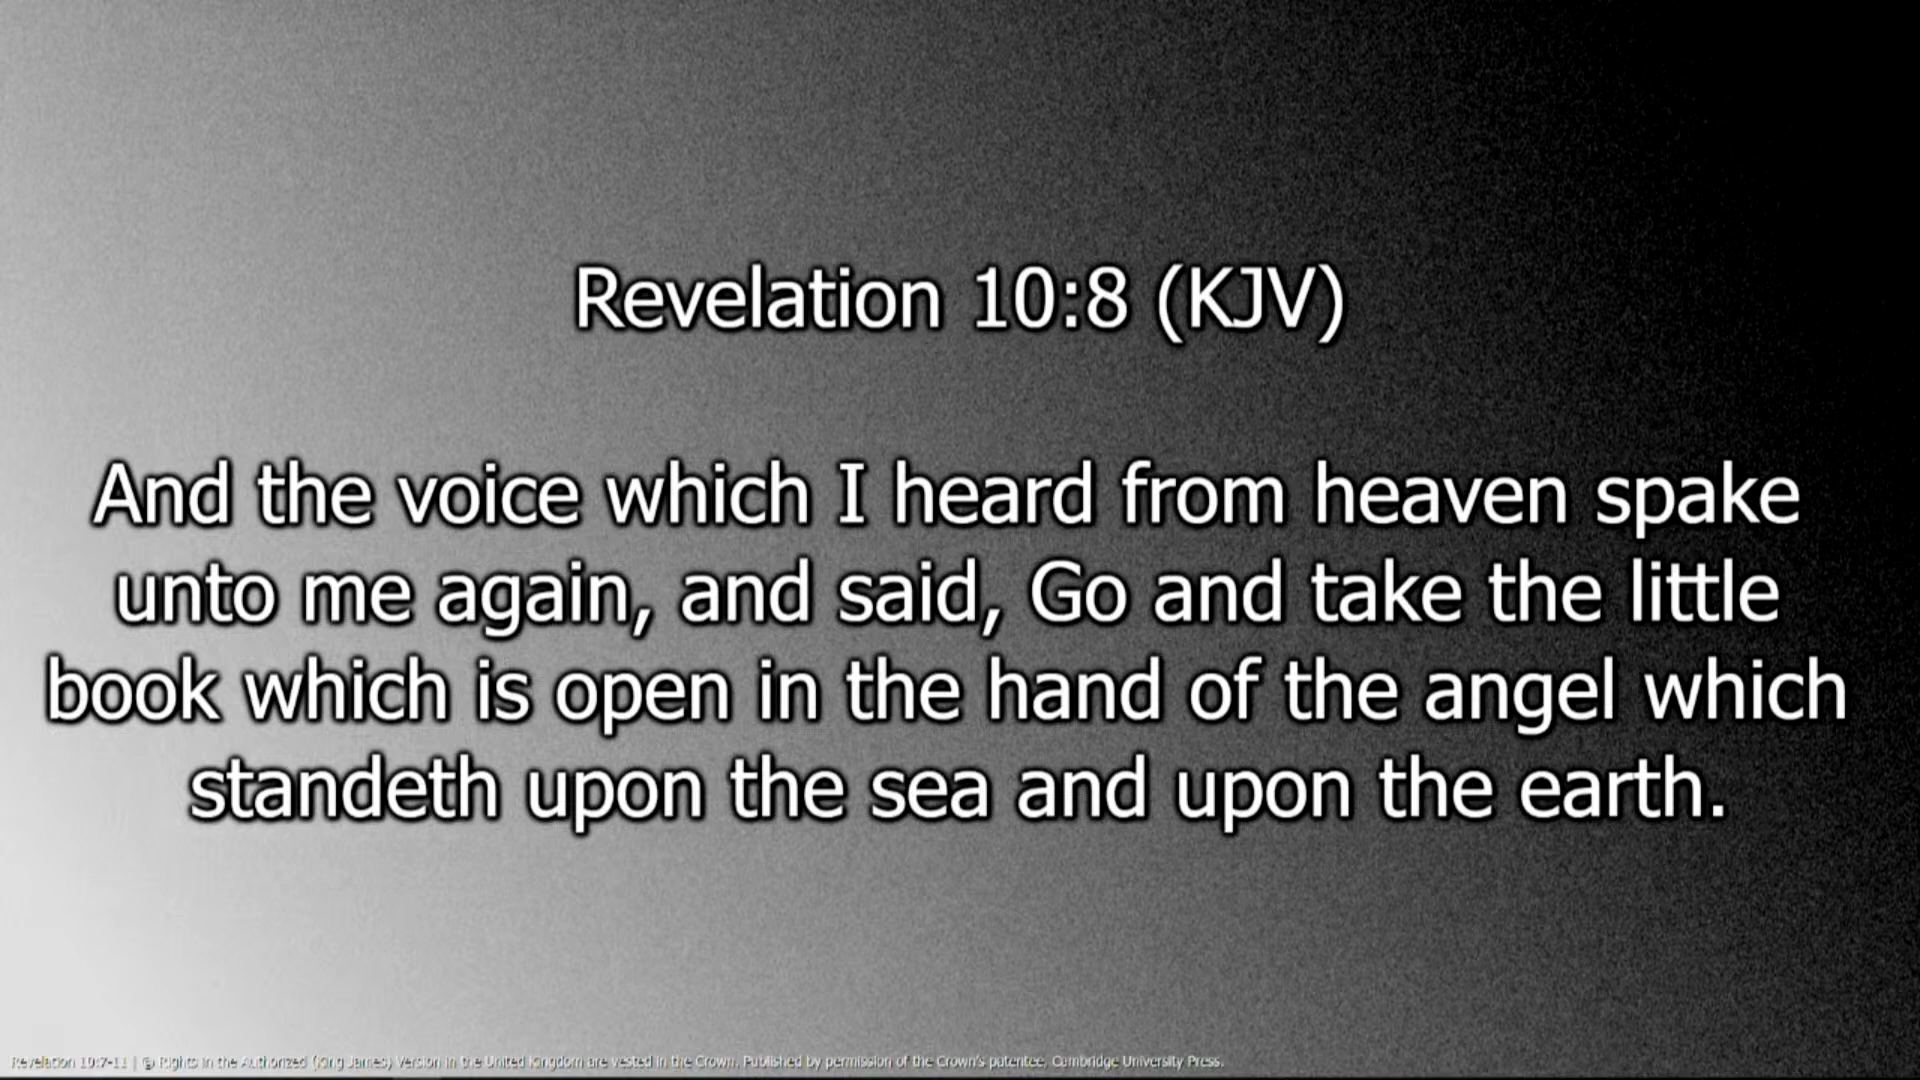 Revelation 10:8 (KJV)
And the voice which I heard from heaven spake
unto me again, and said, Go and take the little
book which is open in the hand of the angel which
standeth upon the sea and upon the earth.
Revelation 10:7-11 | © Rights in the Authorized (King James) Version in the United Kingdom are vested in the Crown. Published by permission of the Crown's patentee, Cambridge University Press.